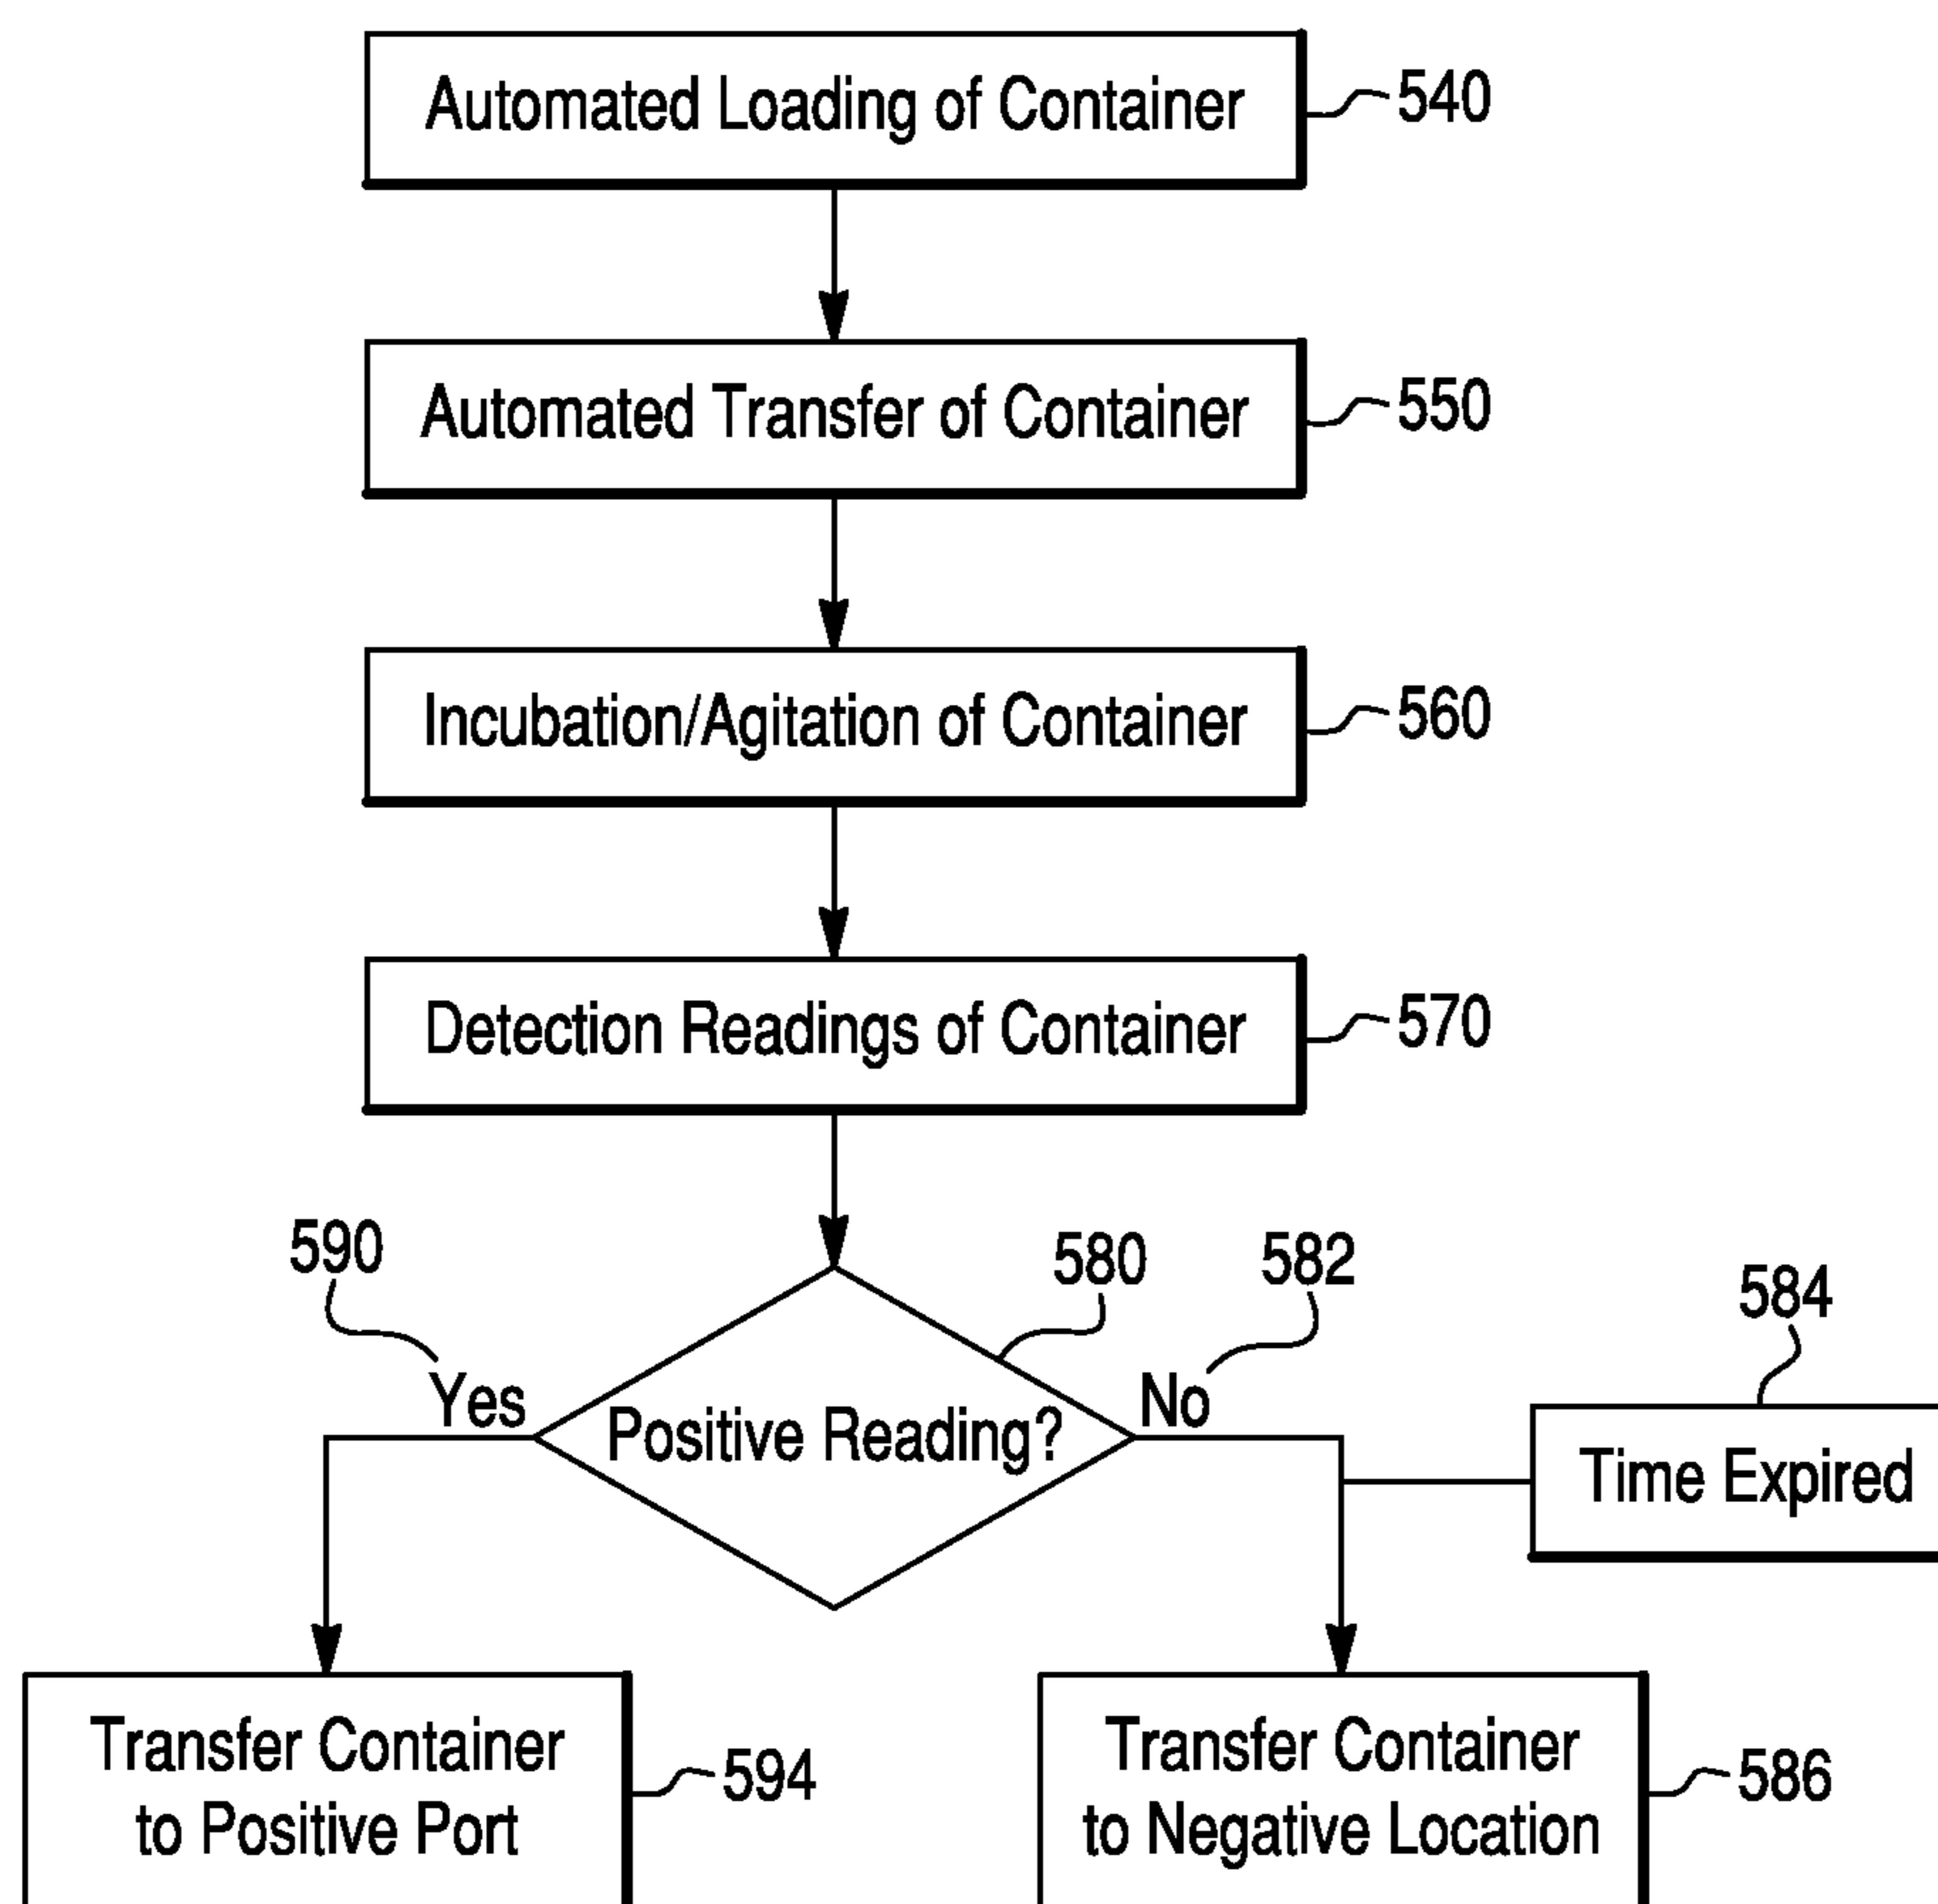 Automated Loading of Container
540
Automated Transfer of Container
550
Incubation/Agitation of Container
560
Detection Readings of Container
570
590
580
582
584
Yes
Positive Reading?
No
Time Expired
Transfer Container
to Positive Port
594
Transfer Container
to Negative Location
586